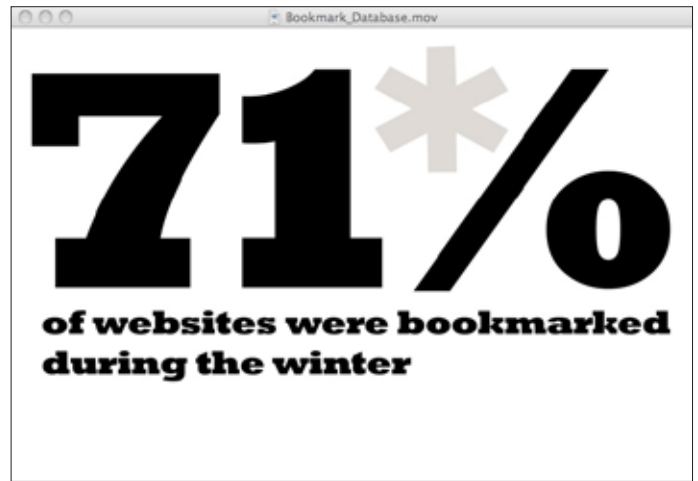 Bookmark_Database.mov
71*%
of websites were bookmarked
during the winter